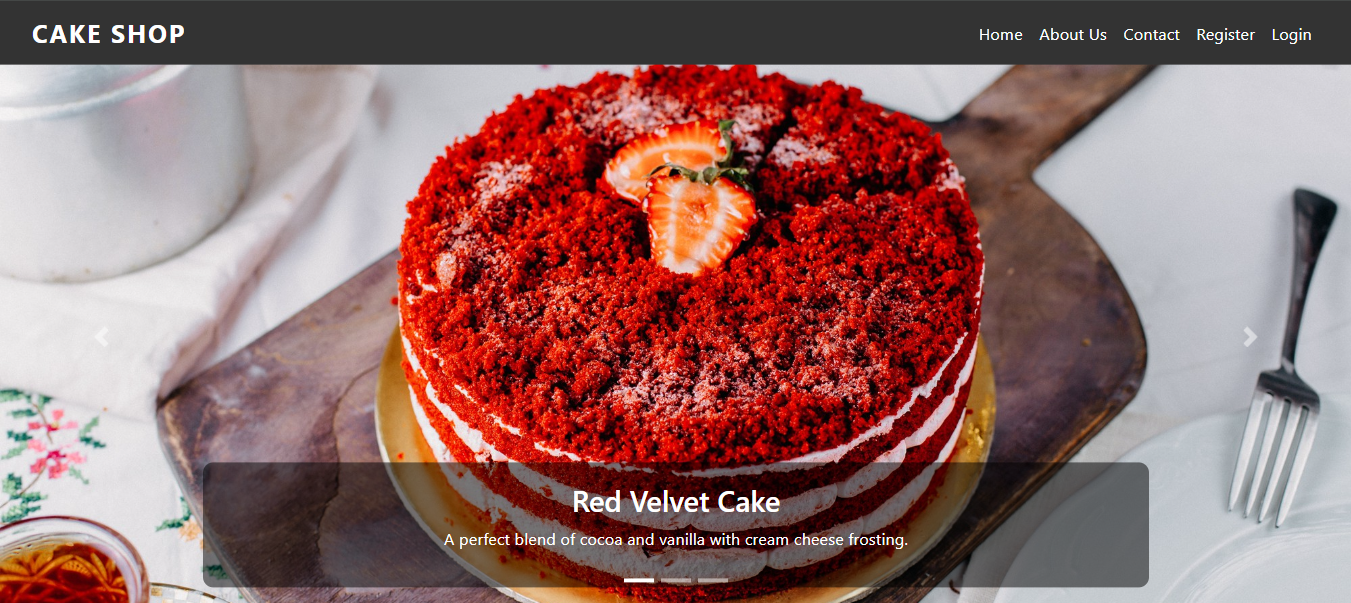 CAKE SHOP
Home About Us Contact Register Login
Red Velvet Cake
A perfect blend of cocoa and vanilla with cream cheese frosting.